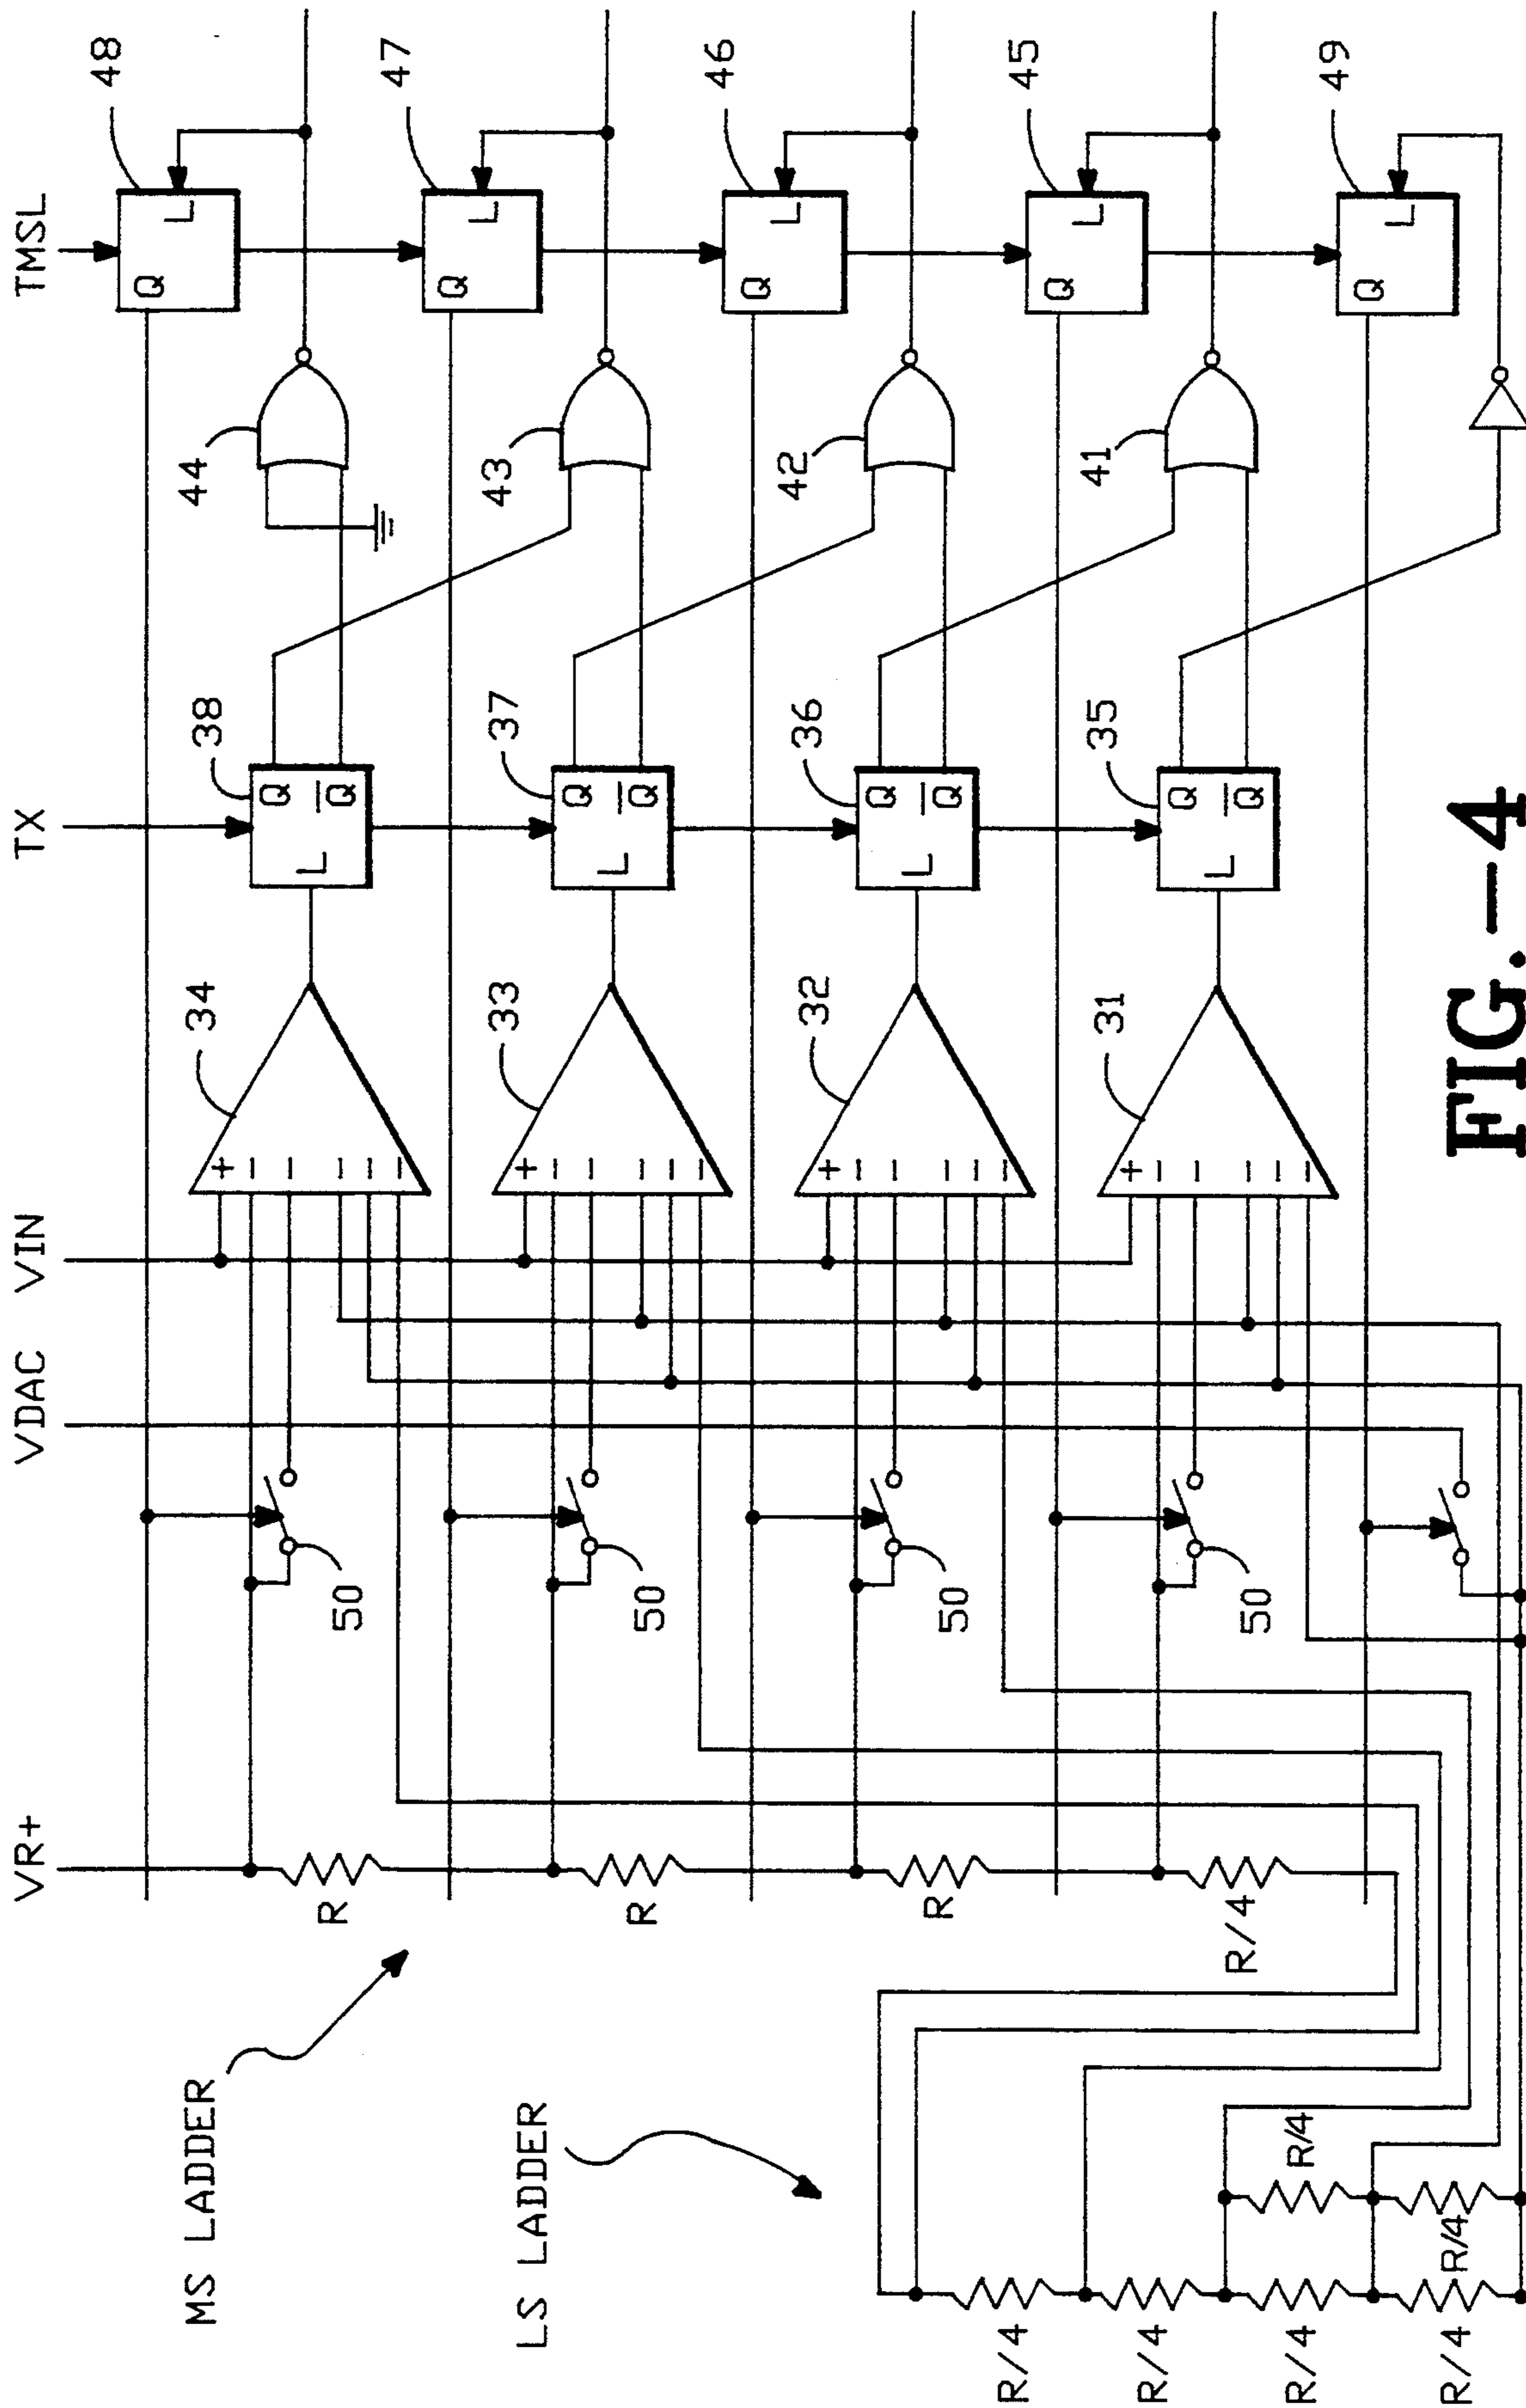 VR+
VDAC
VIN
TX
TMSL
34
+
−
−
−
−
−
38
L
Q
Q
44
48
Q
L
50
R
33
+
−
−
−
−
−
37
L
Q
Q
43
47
Q
L
50
R
32
+
−
−
−
−
−
36
L
Q
Q
42
46
Q
L
50
R
31
+
−
−
−
−
−
35
L
Q
Q
41
45
Q
L
50
R/4
49
Q
L
MS LADDER
LS LADDER
R/4
R/4
R/4
R/4
R/4
R/4
FIG.-4